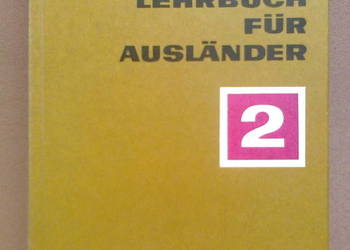 LEHRBUCH
FÜR
AUSLÄNDER
2